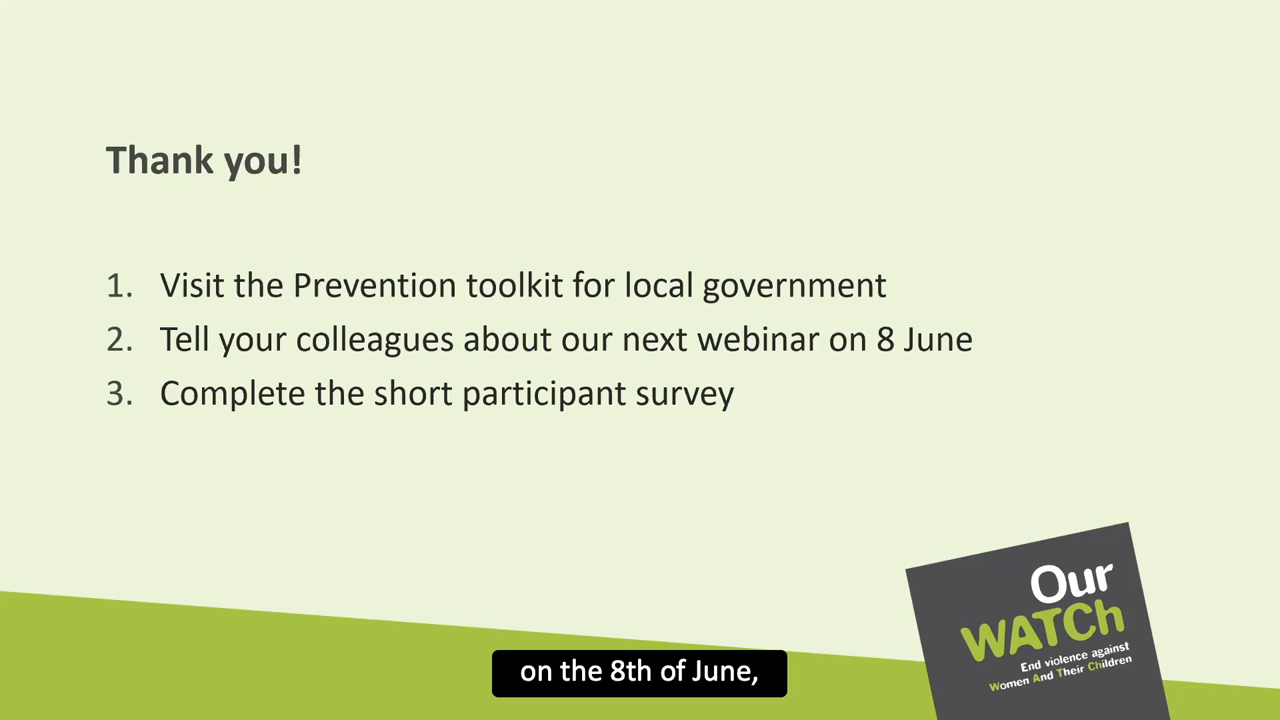 Thank you!
1. Visit the Prevention toolkit for local government
2. Tell your colleagues about our next webinar on 8 June
3. Complete the short participant survey
Our
WATCh
End violence against
Women And Their Children
on the 8th of June,